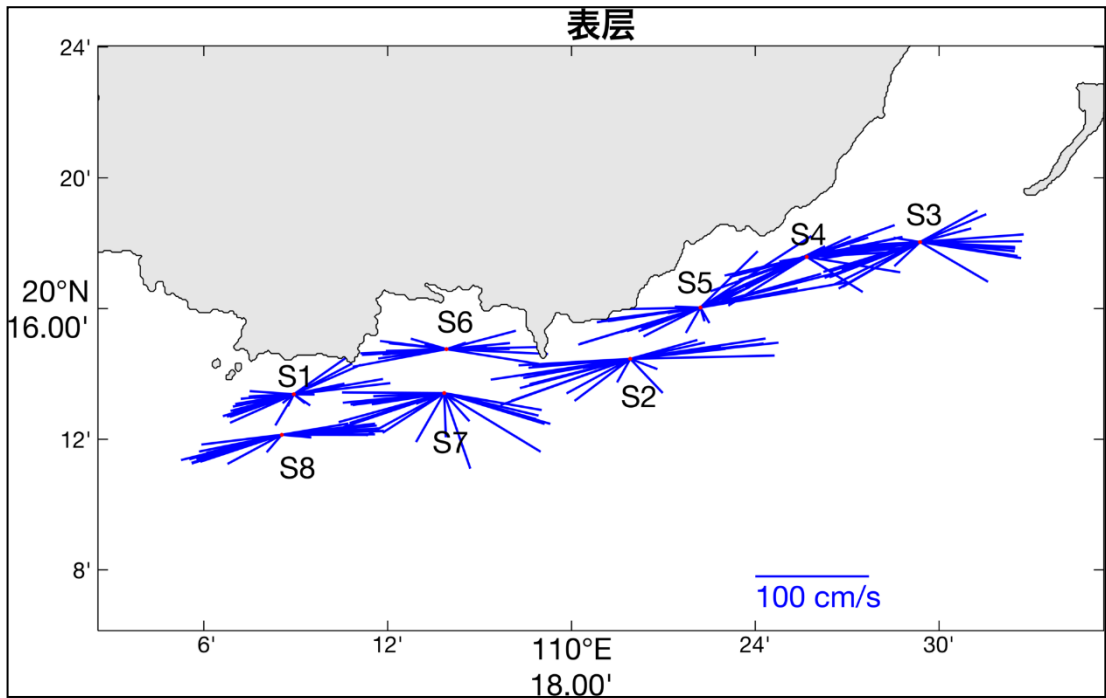 表层
24'
20'
20°N
16.00'
12'
8'
S3
S4
S5
S6
S1
S2
S7
S8
100 cm/s
6'
12'
110°E
18.00'
24'
30'